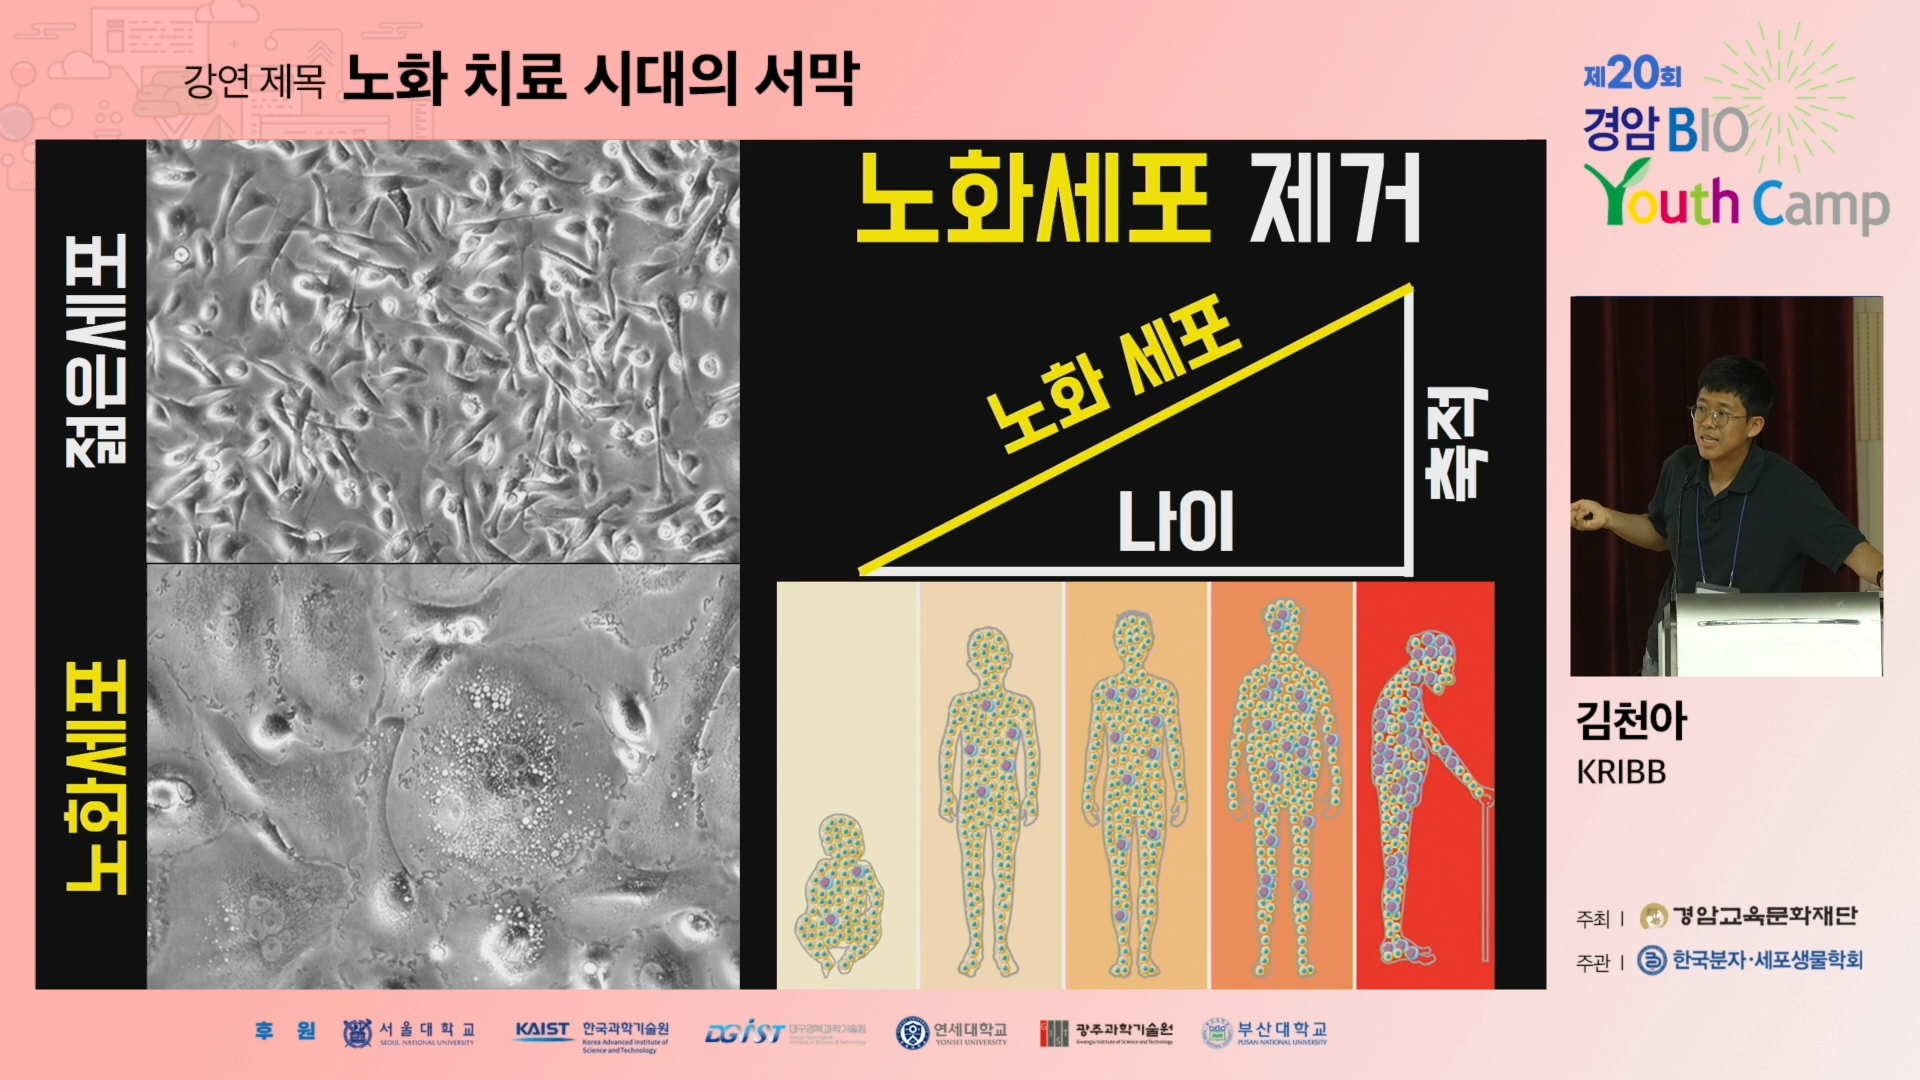 강연 제목 노화 치료 시대의 서막
제20회
경암 BIO
Youth Camp
젊은세포
노화세포
노화세포 제거
노화 세포
나이
축적
김천아
KRIBB
주최 | 경암교육문화재단
주관 | 한국분자·세포생물학회
후 원
서울대학교
SEOUL NATIONAL UNIVERSITY
KAIST 한국과학기술원
Korea Advanced Institute of
Science and Technology
DGIST 대구경북과학기술원
연세대학교
YONSEI UNIVERSITY
광주과학기술원
Gwangju Institute of Science and Technology
부산대학교
PUSAN NATIONAL UNIVERSITY